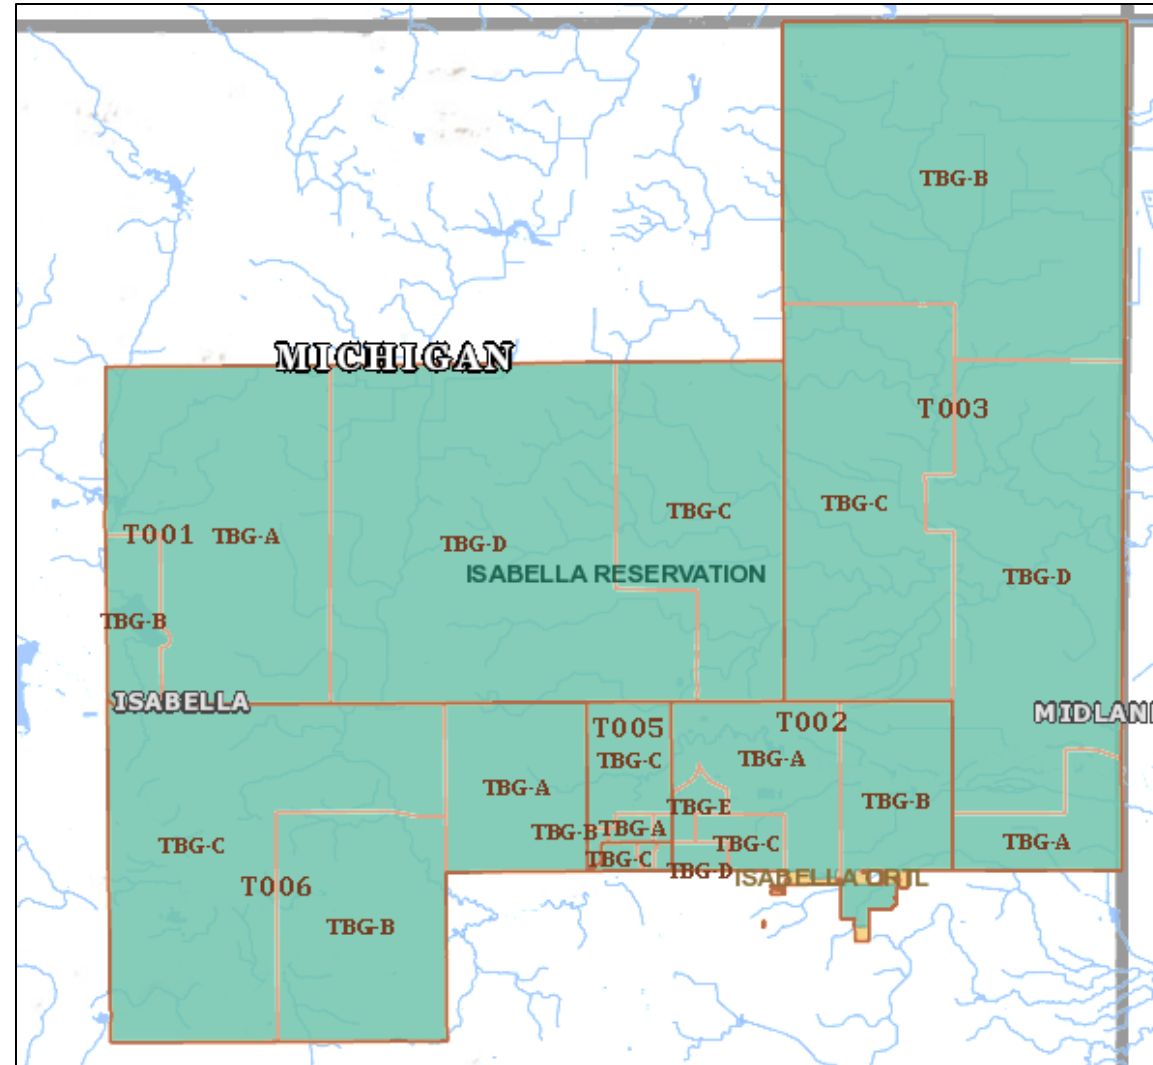 TBG-B
MICHIGAN
T003
TBG-C
TBG-C
T001
TBG-A
TBG-D
ISABELLA RESERVATION
TBG-D
TBG-B
ISABELLA
MIDLAN
T005
T002
TBG-C
TBG-A
TBG-A
TBG-E
TBG-B
TBG-B
TBG-A
TBG-C
TBG-A
TBG-C
TBG-C
TBG-D
T006
TBG-B